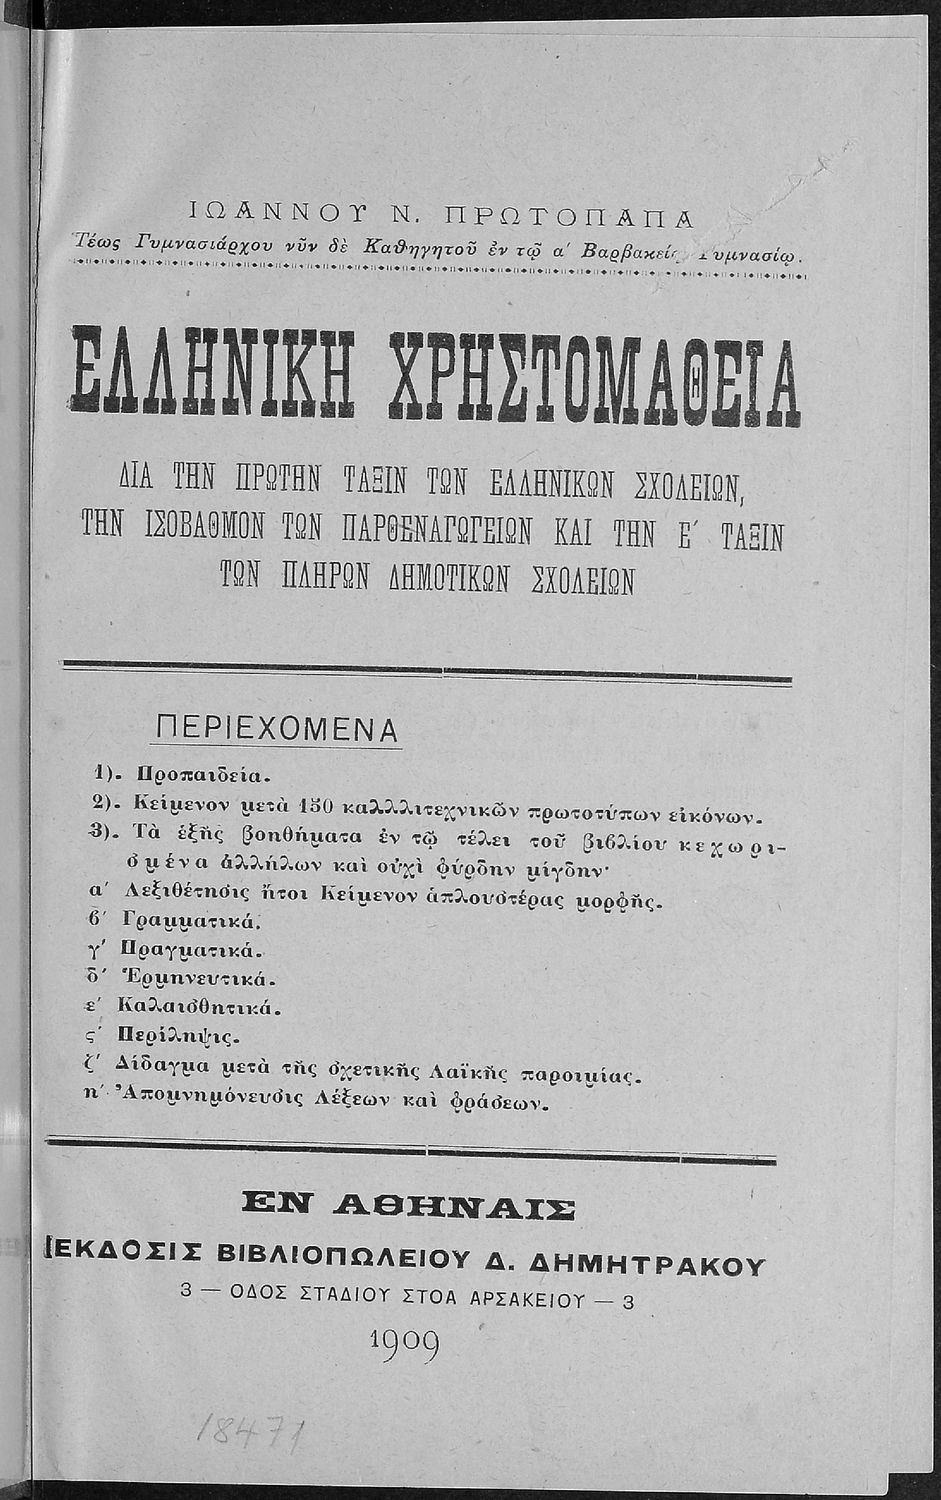 ΙΩΑΝΝΟΥ Ν. ΠΡΩΤΟΠΑΠΑ
Τέως Γυμνασιάρχου νῦν δὲ Καθηγητοῦ ἐν τῷ α' Βαρβακείῳ Γυμνασίῳ.
ΕΛΛΗΝΙΚΗ ΧΡΗΣΤΟΜΑΘΕΙΑ
ΔΙΑ ΤΗΝ ΠΡΩΤΗΝ ΤΑΞΙΝ ΤΩΝ ΕΛΛΗΝΙΚΩΝ ΣΧΟΛΕΙΩΝ,
ΤΗΝ ΙΣΟΒΑΘΜΟΝ ΤΩΝ ΠΑΡΘΕΝΑΓΩΓΕΙΩΝ ΚΑΙ ΤΗΝ Ε΄ ΤΑΞΙΝ
ΤΩΝ ΠΛΗΡΩΝ ΔΗΜΟΤΙΚΩΝ ΣΧΟΛΕΙΩΝ
ΠΕΡΙΕΧΟΜΕΝΑ
1). Προπαιδεία.
2). Κείμενον μετὰ 150 καλλλιτεχνικῶν πρωτοτύπων εἰκόνων.
3). Τὰ ἑξῆς βοηθήματα ἐν τῷ τέλει τοῦ βιβλίου κεχωρι-
σμένα ἀλλήλων καὶ οὐχὶ φύρδην μίγδην·
α' Λεξιθέτησις ἤτοι Κείμενον ἁπλουστέρας μορφῆς.
β' Γραμματικά.
γ' Πραγματικά.
δ' Ἑρμηνευτικά.
ε' Καλαισθητικά.
ς' Περίληψις.
ζ' Δίδαγμα μετὰ τῆς σχετικῆς Λαϊκῆς παροιμίας.
η' Ἀπομνημόνευσις Λέξεων καὶ φράσεων.
ΕΝ ΑΘΗΝΑΙΣ
ΕΚΔΟΣΙΣ ΒΙΒΛΙΟΠΩΛΕΙΟΥ Δ. ΔΗΜΗΤΡΑΚΟΥ
3 — ΟΔΟΣ ΣΤΑΔΙΟΥ ΣΤΟΑ ΑΡΣΑΚΕΙΟΥ — 3
1909
18471